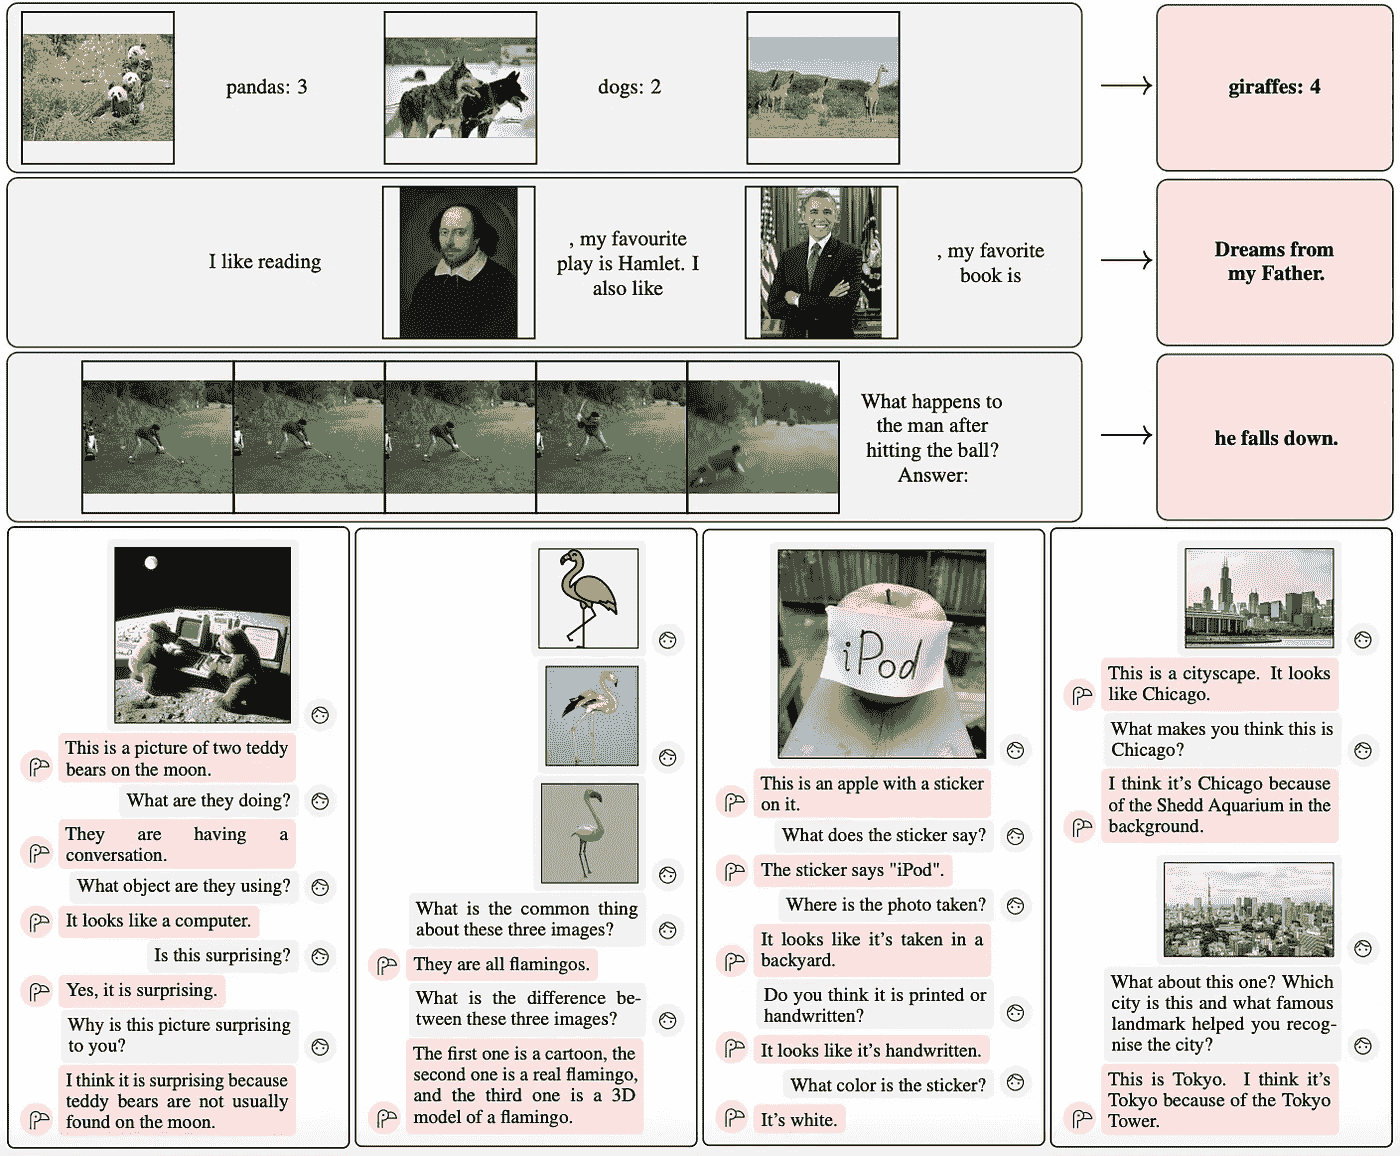 pandas: 3
dogs: 2
giraffes: 4
I like reading
, my favourite
play is Hamlet. I
also like
, my favorite
book is
Dreams from
my Father.
What happens to
the man after
hitting the ball?
Answer:
he falls down.
This is a picture of two teddy
bears on the moon.
What are they doing?
They are having a
conversation.
What object are they using?
It looks like a computer.
Is this surprising?
Yes, it is surprising.
Why is this picture surprising
to you?
I think it is surprising because
teddy bears are not usually
found on the moon.
What is the common thing
about these three images?
They are all flamingos.
What is the difference be-
tween these three images?
The first one is a cartoon, the
second one is a real flamingo,
and the third one is a 3D
model of a flamingo.
iPod
This is an apple with a sticker
on it.
What does the sticker say?
The sticker says "iPod".
Where is the photo taken?
It looks like it's taken in a
backyard.
Do you think it is printed or
handwritten?
It looks like it's handwritten.
What color is the sticker?
It's white.
This is a cityscape. It looks
like Chicago.
What makes you think this is
Chicago?
I think it's Chicago because
of the Shedd Aquarium in the
background.
What about this one? Which
city is this and what famous
landmark helped you recog-
nise the city?
This is Tokyo. I think it's
Tokyo because of the Tokyo
Tower.